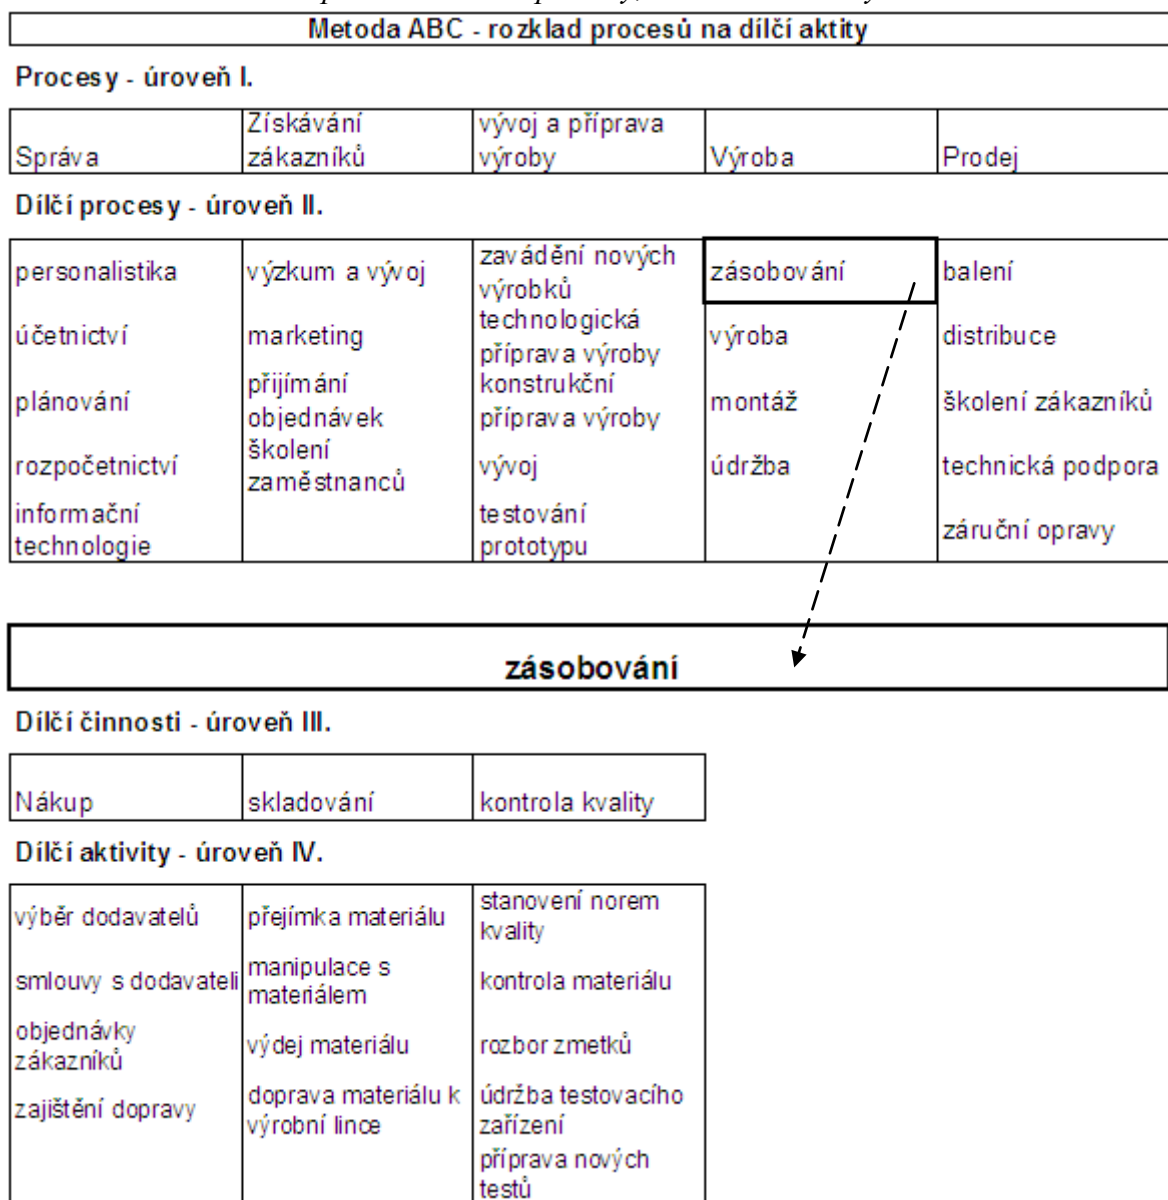 Metoda ABC - rozklad procesů na dílčí aktity
Procesy - úroveň I.
Správa
Získávání
zákazníků
vývoj a příprava
výroby
Výroba
Prodej
Dílčí procesy - úroveň II.
personalistika
účetnictví
plánování
rozpočetnictví
informační
technologie
výzkum a vývoj
marketing
přijímání
objednávek
školení
zaměstnanců
zavádění nových
výrobků
technologická
příprava výroby
konstrukční
příprava výroby
vývoj
testování
prototypu
zásobování
výroba
montáž
údržba
balení
distribuce
školení zákazníků
technická podpora
záruční opravy
zásobování
Dílčí činnosti - úroveň III.
Nákup
skladování
kontrola kvality
Dílčí aktivity - úroveň IV.
výběr dodavatelů
smlouvy s dodavateli
objednávky
zákazníků
zajištění dopravy
přejímka materiálu
manipulace s
materiálem
výdej materiálu
doprava materiálu k
výrobní lince
stanovení norem
kvality
kontrola materiálu
rozbor zmetků
údržba testovacího
zařízení
příprava nových
testů